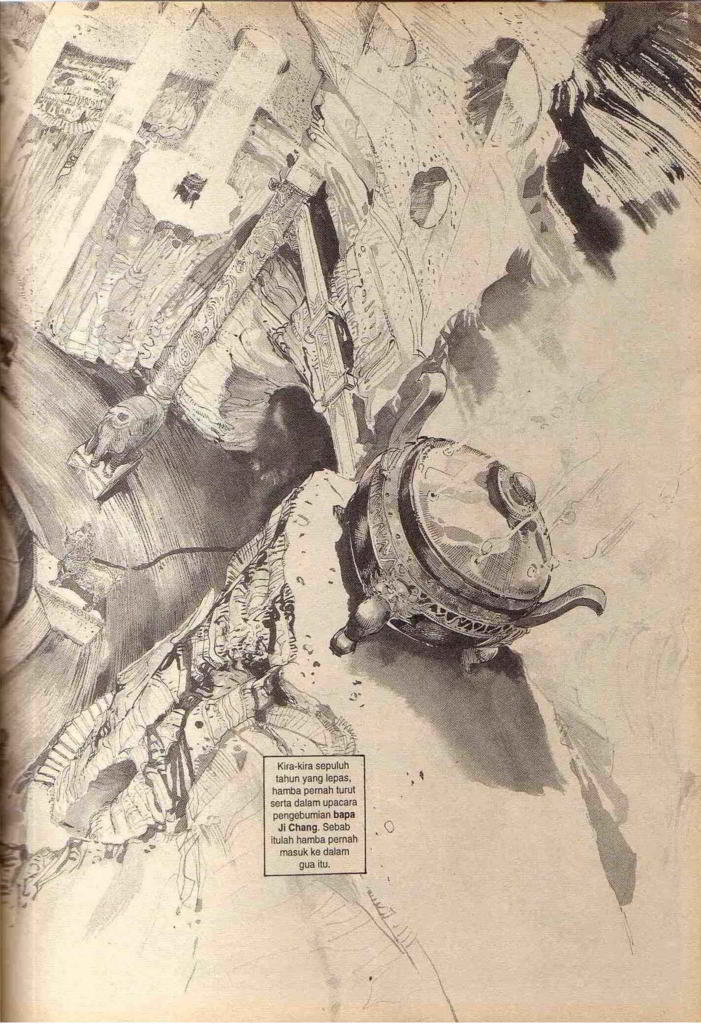 Kira-kira sepuluh
tahun yang lepas,
hamba pernah turut
serta dalam upacara
pengebumian bapa
Ji Chang. Sebab
itulah hamba pernah
masuk ke dalam
gua itu.